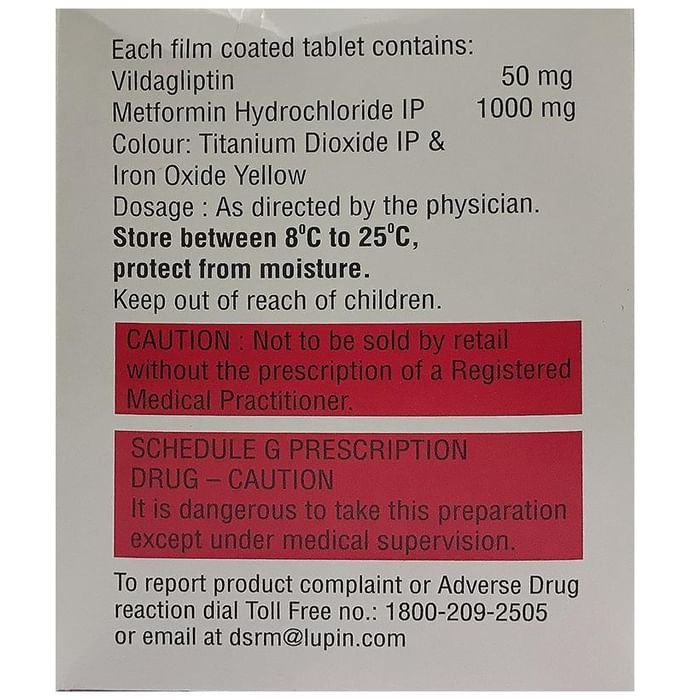 Each film coated tablet contains:
Vildagliptin 50 mg
Metformin Hydrochloride IP 1000 mg
Colour: Titanium Dioxide IP &
Iron Oxide Yellow
Dosage : As directed by the physician.
Store between 8⁰C to 25⁰C,
protect from moisture.
Keep out of reach of children.
CAUTION : Not to be sold by retail
without the prescription of a Registered
Medical Practitioner.
SCHEDULE G PRESCRIPTION
DRUG – CAUTION
It is dangerous to take this preparation
except under medical supervision.
To report product complaint or Adverse Drug
reaction dial Toll Free no.: 1800-209-2505
or email at dsrm@lupin.com